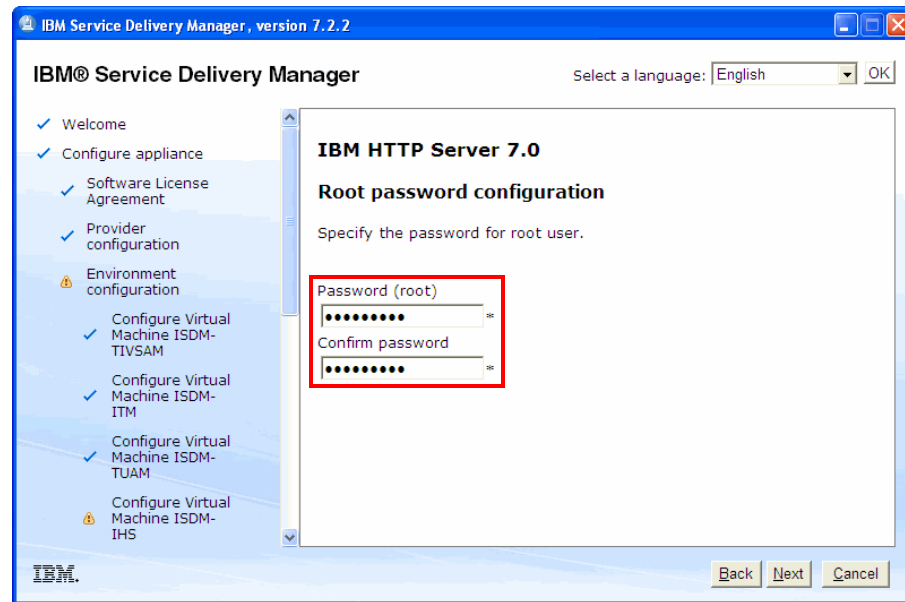 IBM Service Delivery Manager, version 7.2.2
IBM® Service Delivery Manager
Select a language: English OK
Welcome
Configure appliance
Software License
Agreement
Provider
configuration
Environment
configuration
Configure Virtual
Machine ISDM-
TIVSAM
Configure Virtual
Machine ISDM-
ITM
Configure Virtual
Machine ISDM-
TUAM
Configure Virtual
Machine ISDM-
IHS
IBM HTTP Server 7.0
Root password configuration
Specify the password for root user.
Password (root)
••••••••• *
Confirm password
••••••••• *
IBM.
Back Next Cancel